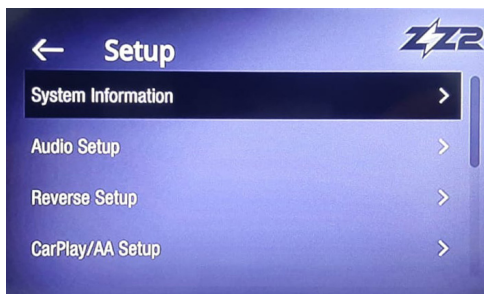 Setup
ZZ2
System Information
Audio Setup
Reverse Setup
CarPlay/AA Setup